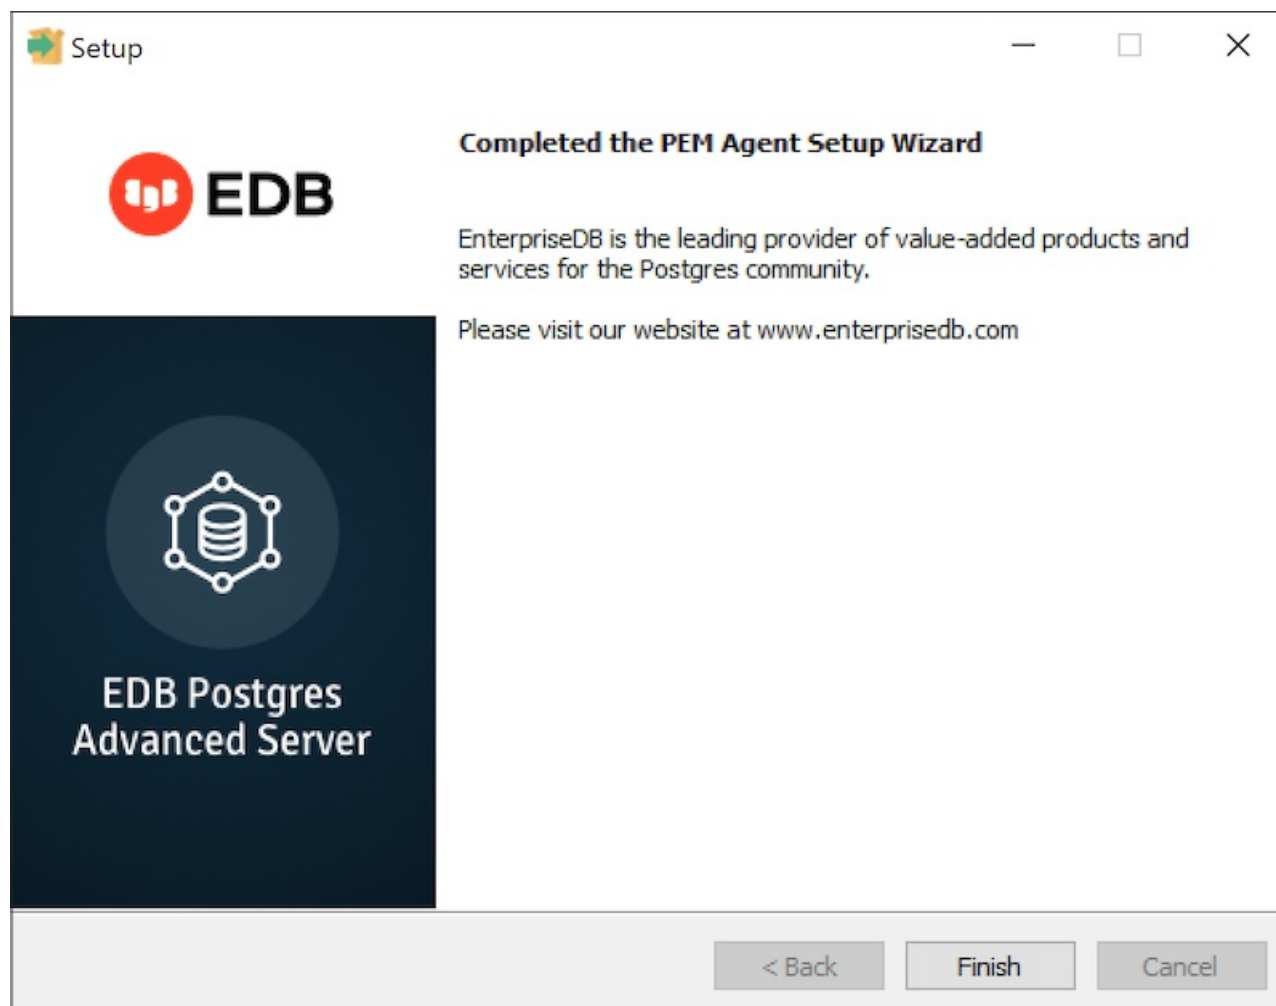 Setup
EDB
Completed the PEM Agent Setup Wizard
EnterpriseDB is the leading provider of value-added products and
services for the Postgres community.
Please visit our website at www.enterprisedb.com
EDB Postgres
Advanced Server
< Back
Finish
Cancel